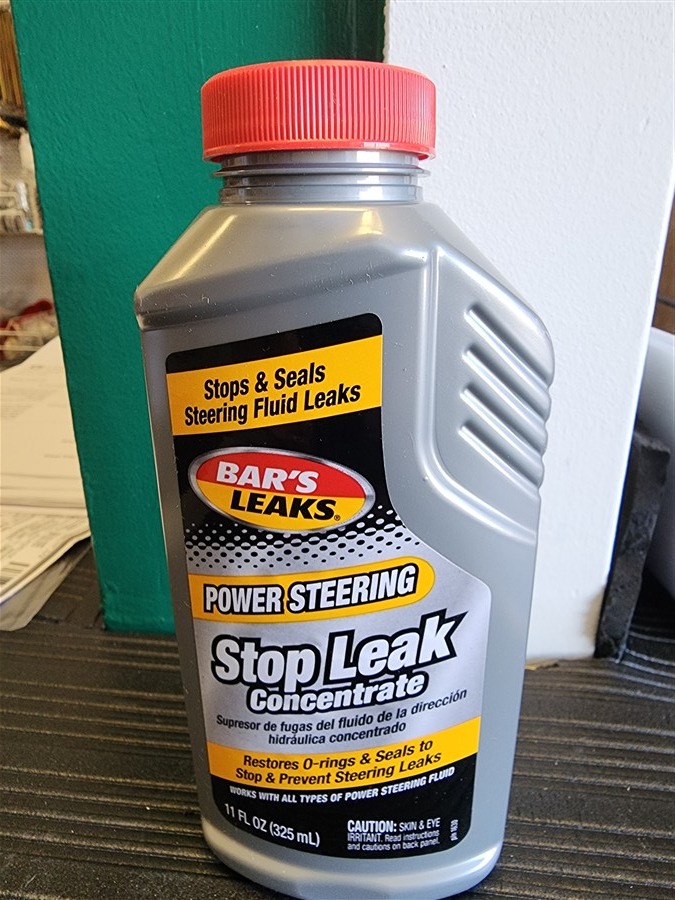 Stops & Seals
Steering Fluid Leaks
BAR'S
LEAKS®
POWER STEERING
Stop Leak
Concentrate
Supresor de fugas del fluido de la dirección
hidráulica concentrado
Restores O-rings & Seals to
Stop & Prevent Steering Leaks
WORKS WITH ALL TYPES OF POWER STEERING FLUID
11 FL OZ (325 mL)
CAUTION: SKIN & EYE
IRRITANT. Read instructions
and cautions on back panel.